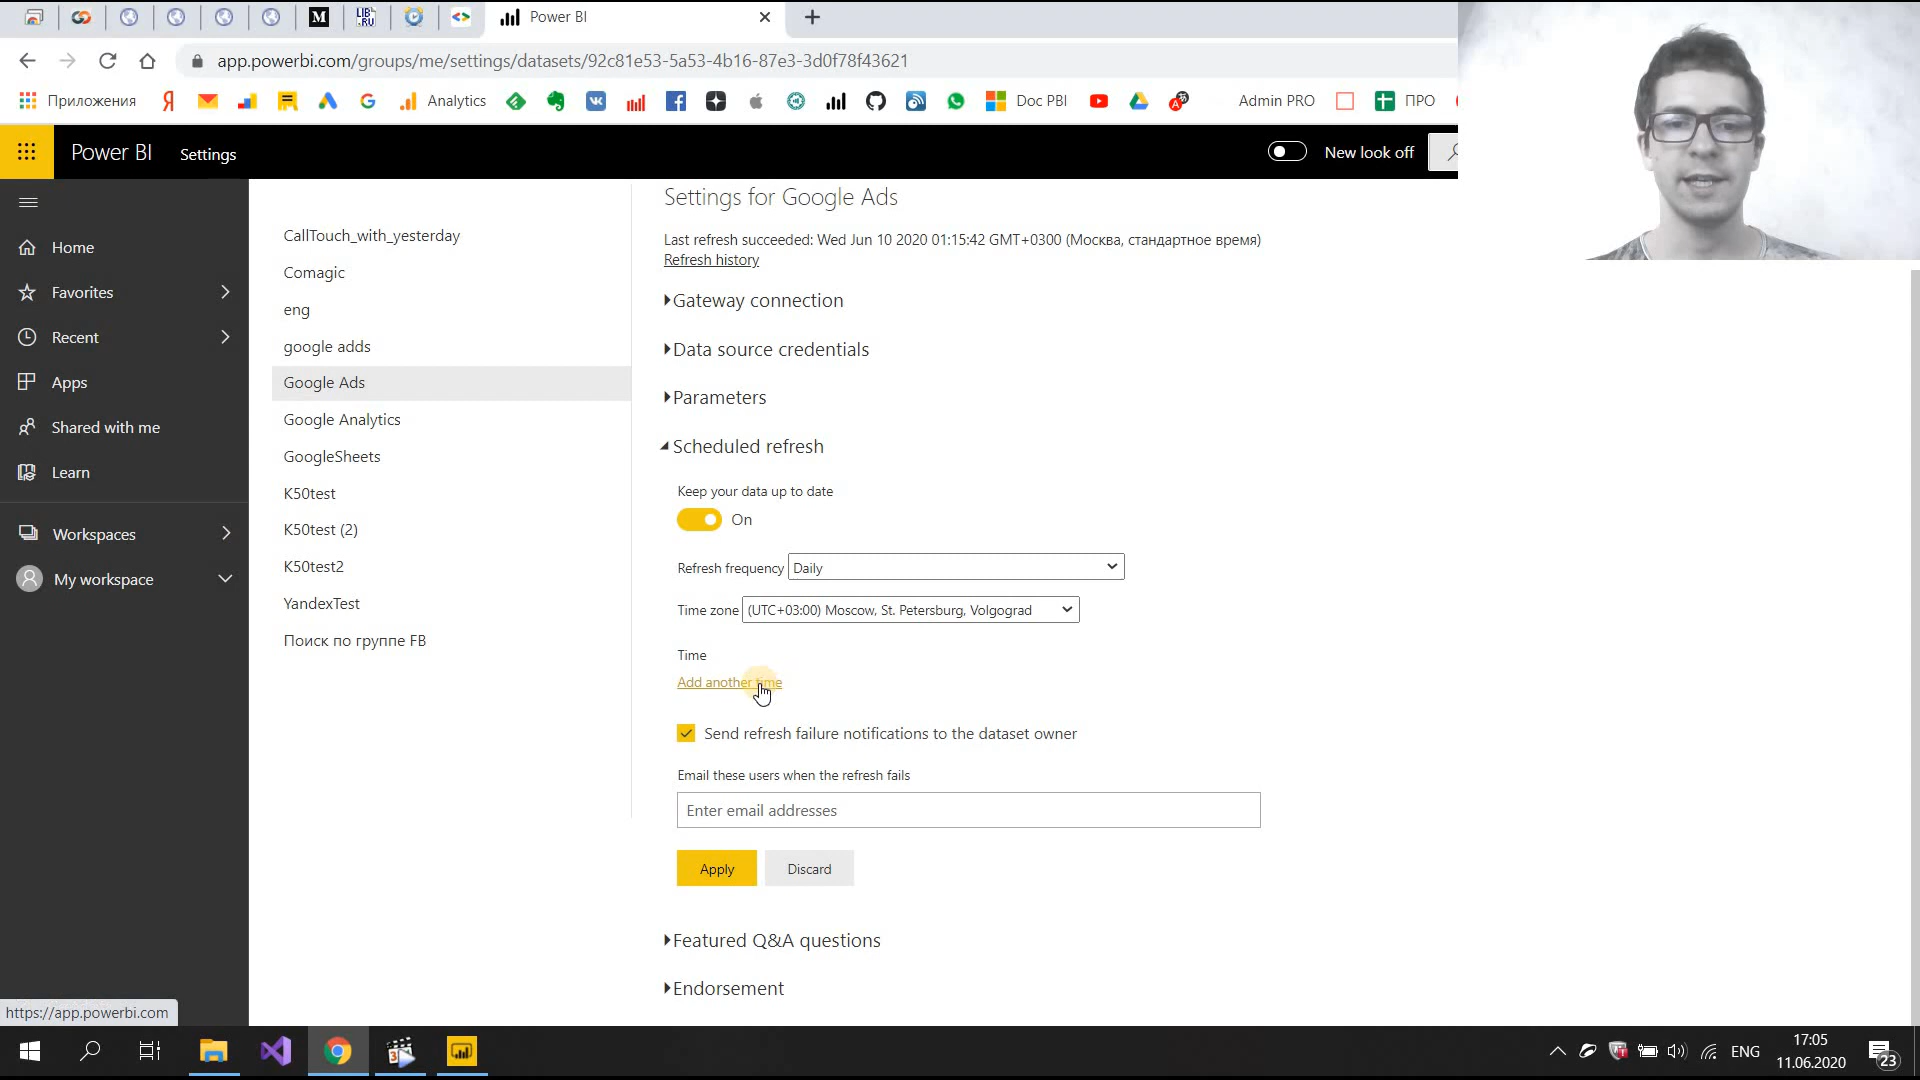 Power BI
app.powerbi.com/groups/me/settings/datasets/92c81e53-5a53-4b16-87e3-3d0f78f43621
Приложения
Analytics
Doc PBI
Admin PRO
ПРО
Power BI
Settings
New look off
Home
Favorites
Recent
Apps
Shared with me
Learn
Workspaces
My workspace
CallTouch_with_yesterday
Comagic
eng
google adds
Google Ads
Google Analytics
GoogleSheets
K50test
K50test (2)
K50test2
YandexTest
Поиск по группе FB
Settings for Google Ads
Last refresh succeeded: Wed Jun 10 2020 01:15:42 GMT+0300 (Москва, стандартное время)
Refresh history
Gateway connection
Data source credentials
Parameters
Scheduled refresh
Keep your data up to date
On
Refresh frequency Daily
Time zone (UTC+03:00) Moscow, St. Petersburg, Volgograd
Time
Add another time
Send refresh failure notifications to the dataset owner
Email these users when the refresh fails
Enter email addresses
Apply Discard
Featured Q&A questions
Endorsement
https://app.powerbi.com
ENG
17:05
11.06.2020
23